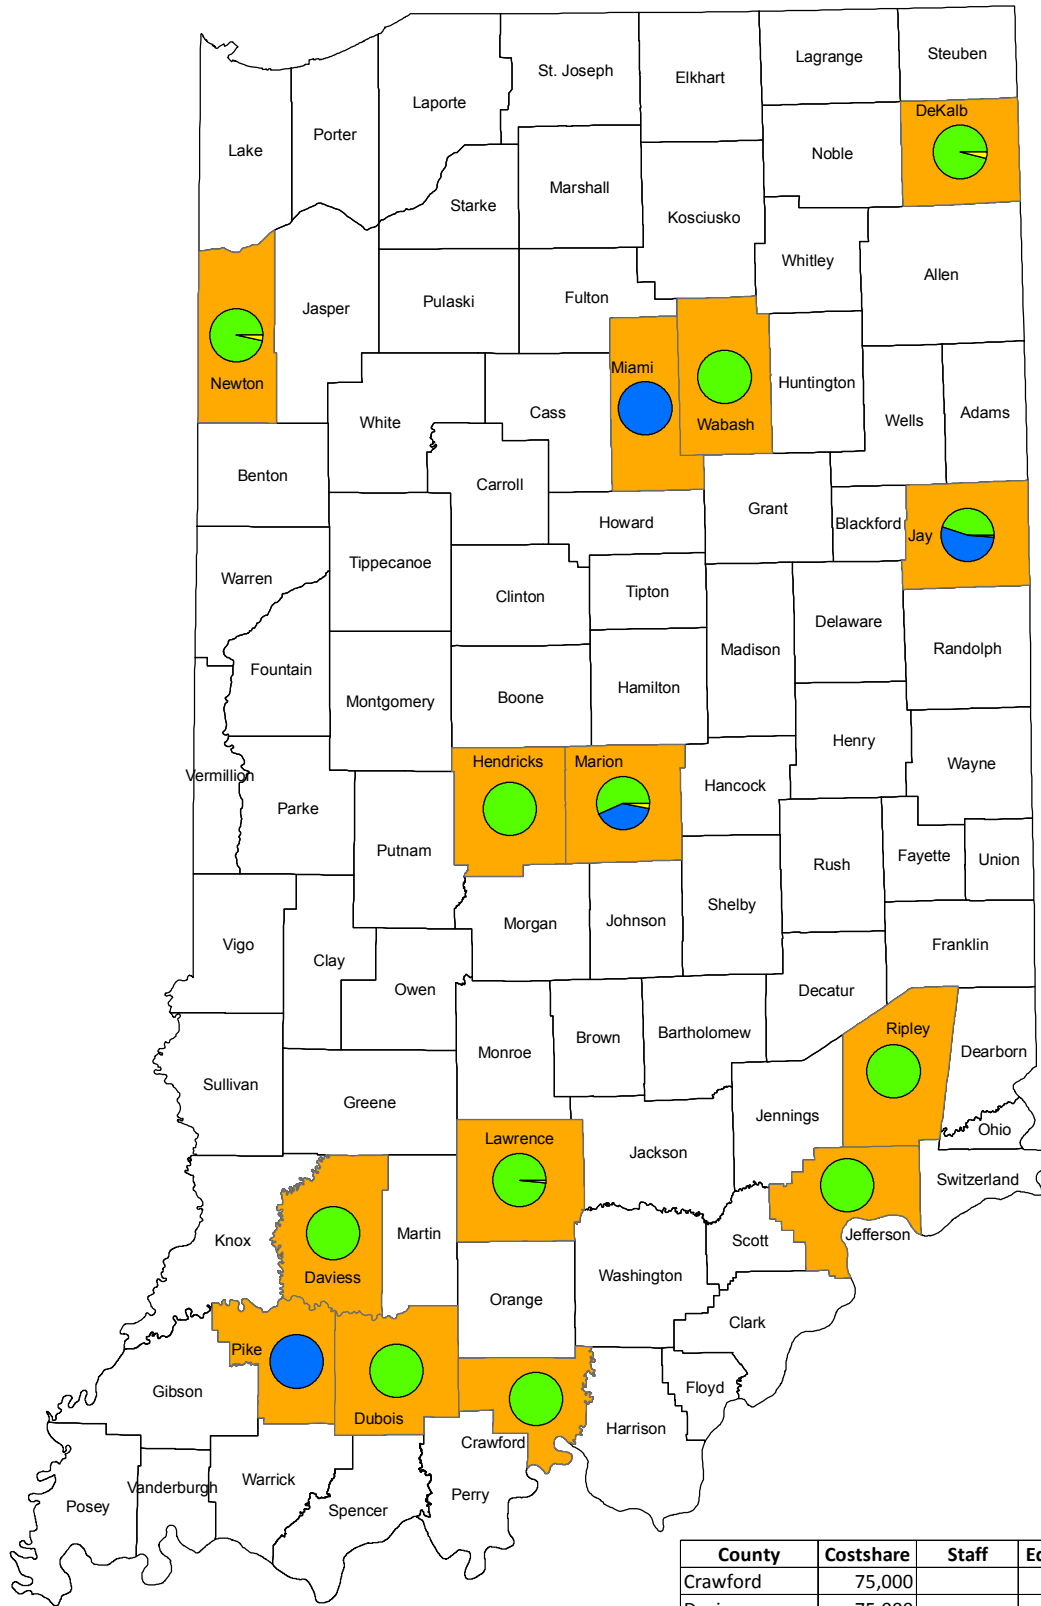 Steuben
Lagrange
St. Joseph
Elkhart
Laporte
DeKalb
Porter
Lake
Noble
Marshall
Starke
Kosciusko
Whitley
Allen
Fulton
Pulaski
Jasper
Miami
Newton
Huntington
Cass
Adams
Wells
White
Wabash
Benton
Carroll
Grant
Howard
Blackford
Jay
Tippecanoe
Warren
Tipton
Clinton
Delaware
Madison
Randolph
Fountain
Hamilton
Boone
Montgomery
Henry
Hendricks
Marion
Wayne
Vermillion
Hancock
Parke
Putnam
Fayette
Union
Rush
Shelby
Johnson
Morgan
Vigo
Franklin
Clay
Owen
Decatur
Ripley
Bartholomew
Brown
Monroe
Dearborn
Sullivan
Greene
Jennings
Ohio
Lawrence
Jackson
Switzerland
Martin
Jefferson
Knox
Scott
Daviess
Washington
Orange
Clark
Pike
Floyd
Gibson
Dubois
Harrison
Crawford
Warrick
Vanderburgh
Perry
Posey
Spencer
County Costshare Staff
Crawford 75,000